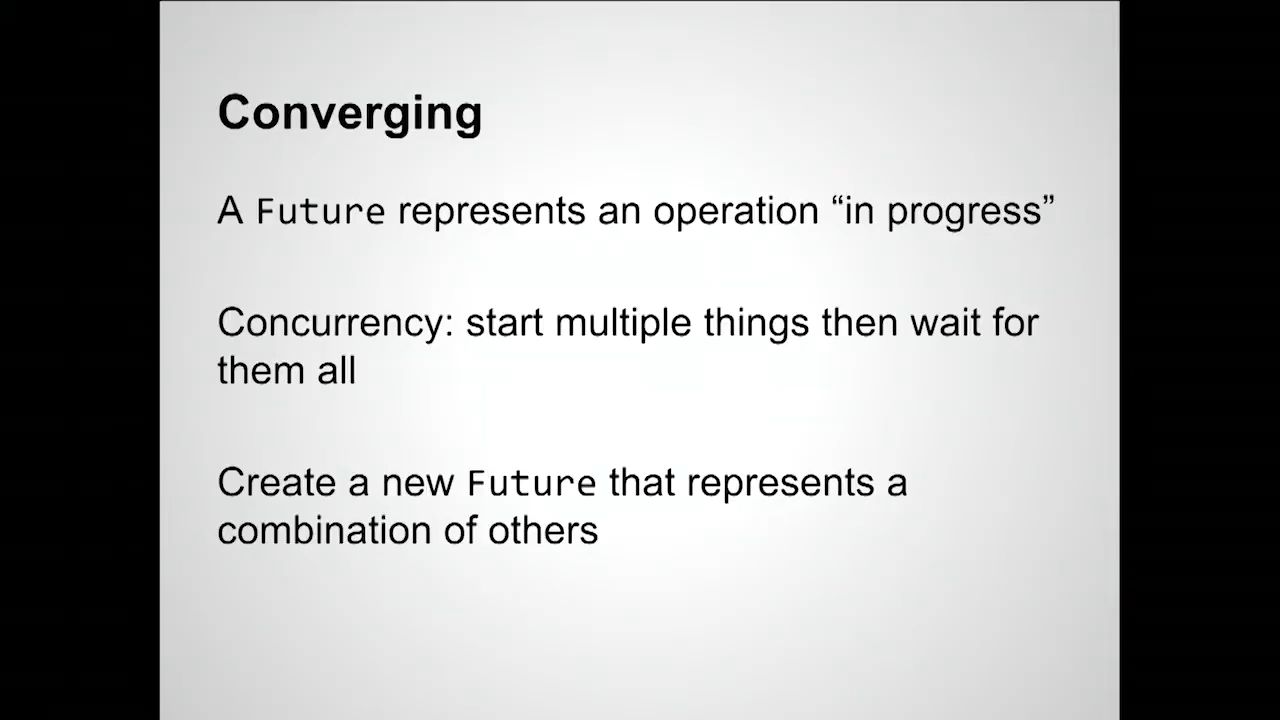 Converging
A Future represents an operation “in progress”
Concurrency: start multiple things then wait for
them all
Create a new Future that represents a
combination of others